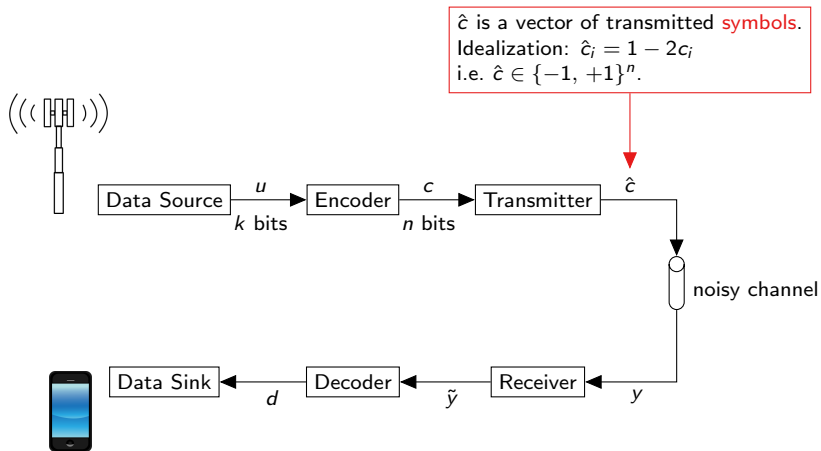 ĉ is a vector of transmitted symbols.
Idealization: ĉᵢ = 1 − 2cᵢ
i.e. ĉ ∈ {−1, +1}ⁿ.
Data Source
u
k bits
Encoder
c
n bits
Transmitter
ĉ
noisy channel
Data Sink
d
Decoder
ỹ
Receiver
y